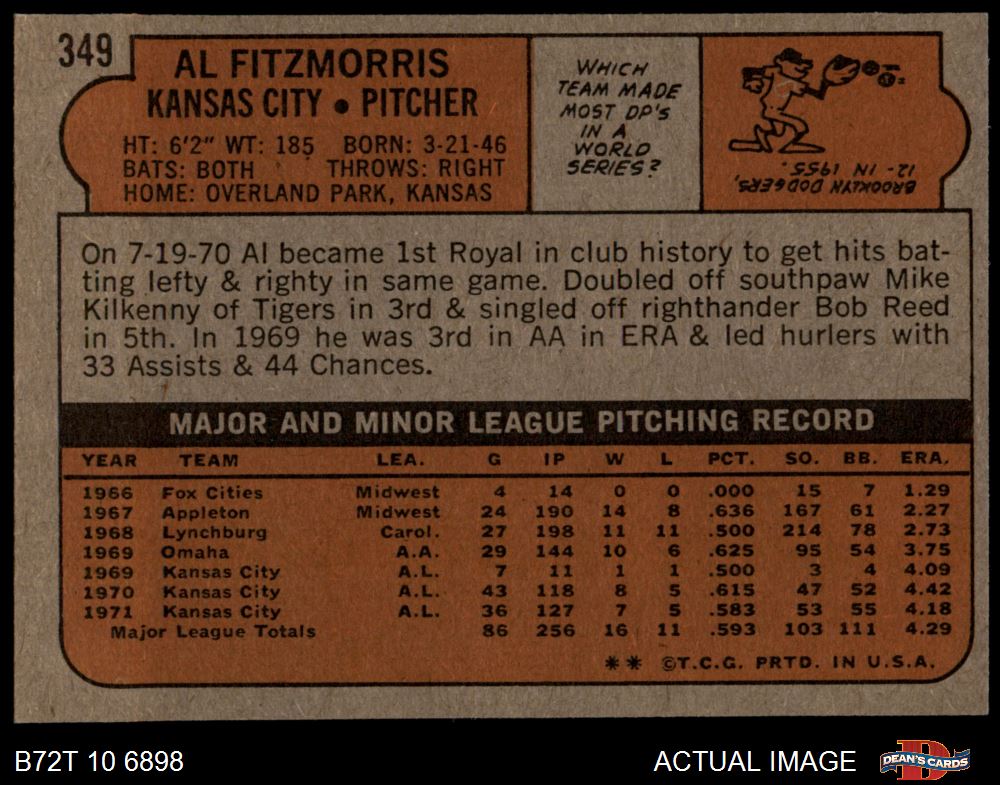 349
AL FITZMORRIS
KANSAS CITY • PITCHER
HT: 6'2" WT: 185 BORN: 3-21-46
BATS: BOTH THROWS: RIGHT
HOME: OVERLAND PARK, KANSAS
WHICH
TEAM MADE
MOST DP'S
IN A
WORLD
SERIES?
BROOKLYN DODGERS,
12 - IN 1955.
On 7-19-70 Al became 1st Royal in club history to get hits bat-
ting lefty & righty in same game. Doubled off southpaw Mike
Kilkenny of Tigers in 3rd & singled off righthander Bob Reed
in 5th. In 1969 he was 3rd in AA in ERA & led hurlers with
33 Assists & 44 Chances.
MAJOR AND MINOR LEAGUE PITCHING RECORD
YEAR TEAM LEA. G IP W L PCT. SO. BB. ERA.
1966 Fox Cities Midwest 4 14 0 0 .000 15 7 1.29
1967 Appleton Midwest 24 190 14 8 .636 167 61 2.27
1968 Lynchburg Carol. 27 198 11 11 .500 214 78 2.73
1969 Omaha A.A. 29 144 10 6 .625 95 54 3.75
1969 Kansas City A.L. 7 11 1 1 .500 3 4 4.09
1970 Kansas City A.L. 43 118 8 5 .615 47 52 4.42
1971 Kansas City A.L. 36 127 7 5 .583 53 55 4.18
Major League Totals 86 256 16 11 .593 103 111 4.29
** ©T.C.G. PRTD. IN U.S.A.
B72T 10 6898
ACTUAL IMAGE
D
DEAN'S CARDS